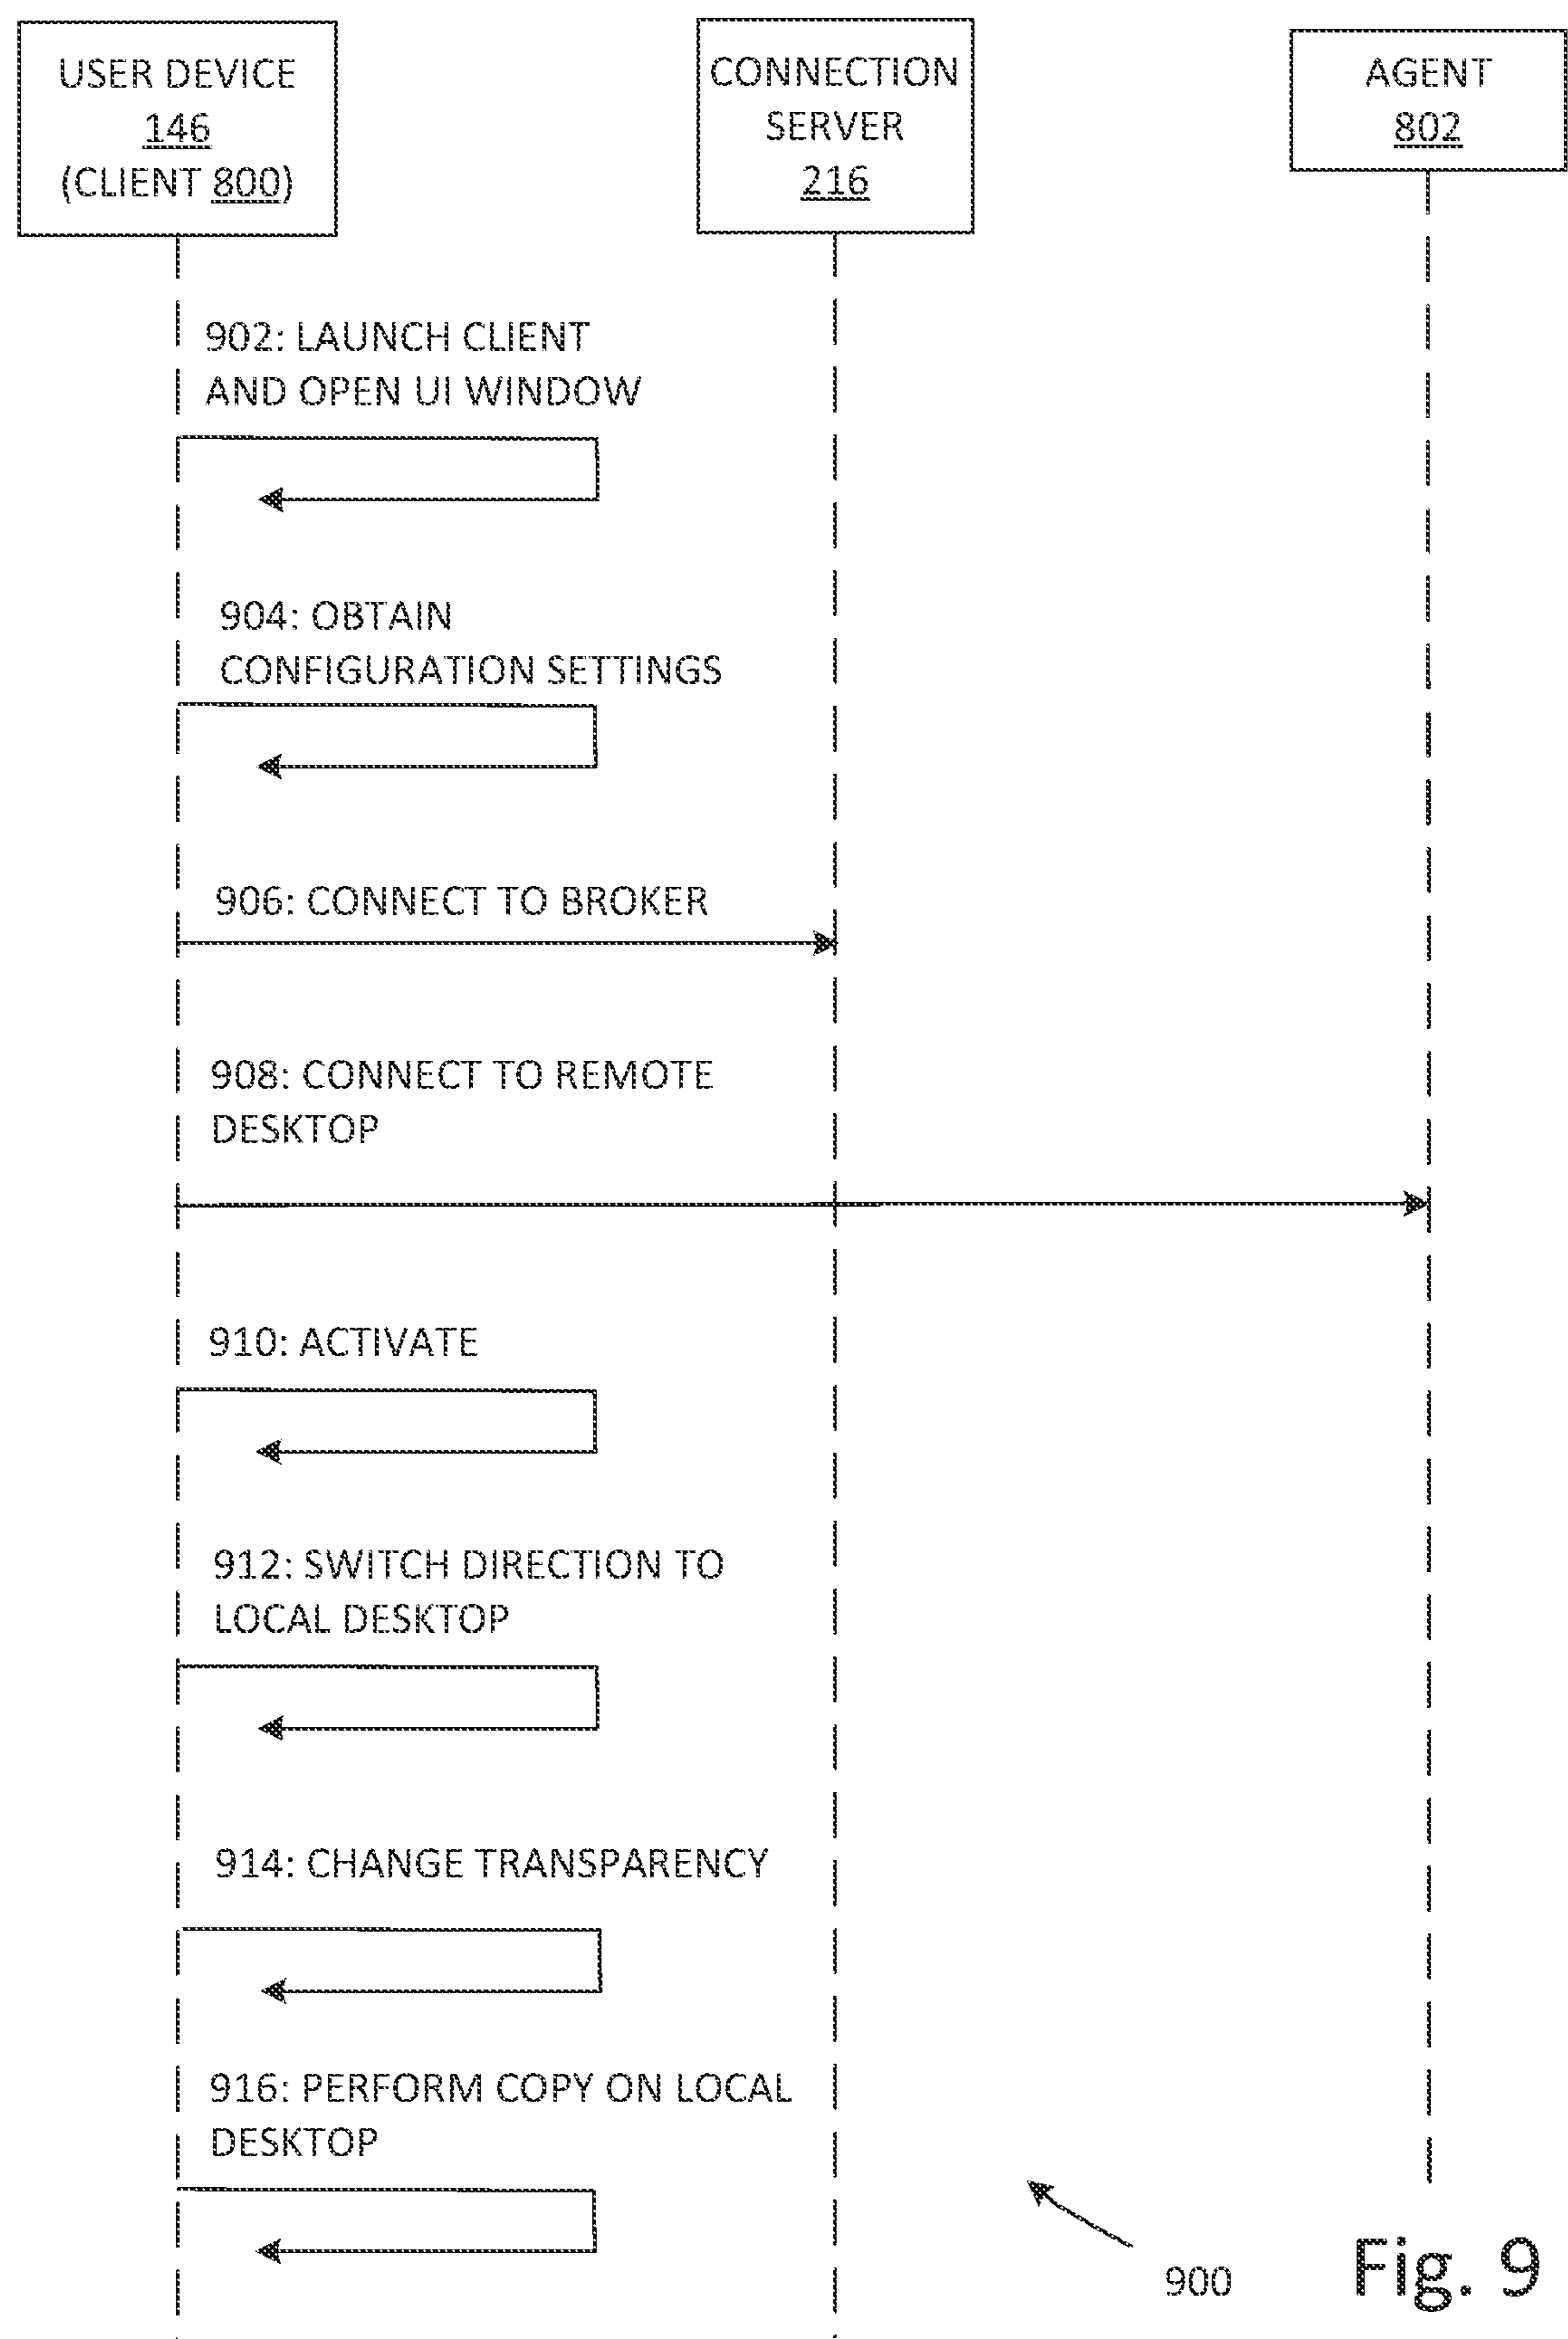 USER DEVICE
146
(CLIENT 800)
CONNECTION
SERVER
216
AGENT
802
902: LAUNCH CLIENT
AND OPEN UI WINDOW
904: OBTAIN
CONFIGURATION SETTINGS
906: CONNECT TO BROKER
908: CONNECT TO REMOTE
DESKTOP
910: ACTIVATE
912: SWITCH DIRECTION TO
LOCAL DESKTOP
914: CHANGE TRANSPARENCY
916: PERFORM COPY ON LOCAL
DESKTOP
900
Fig. 9